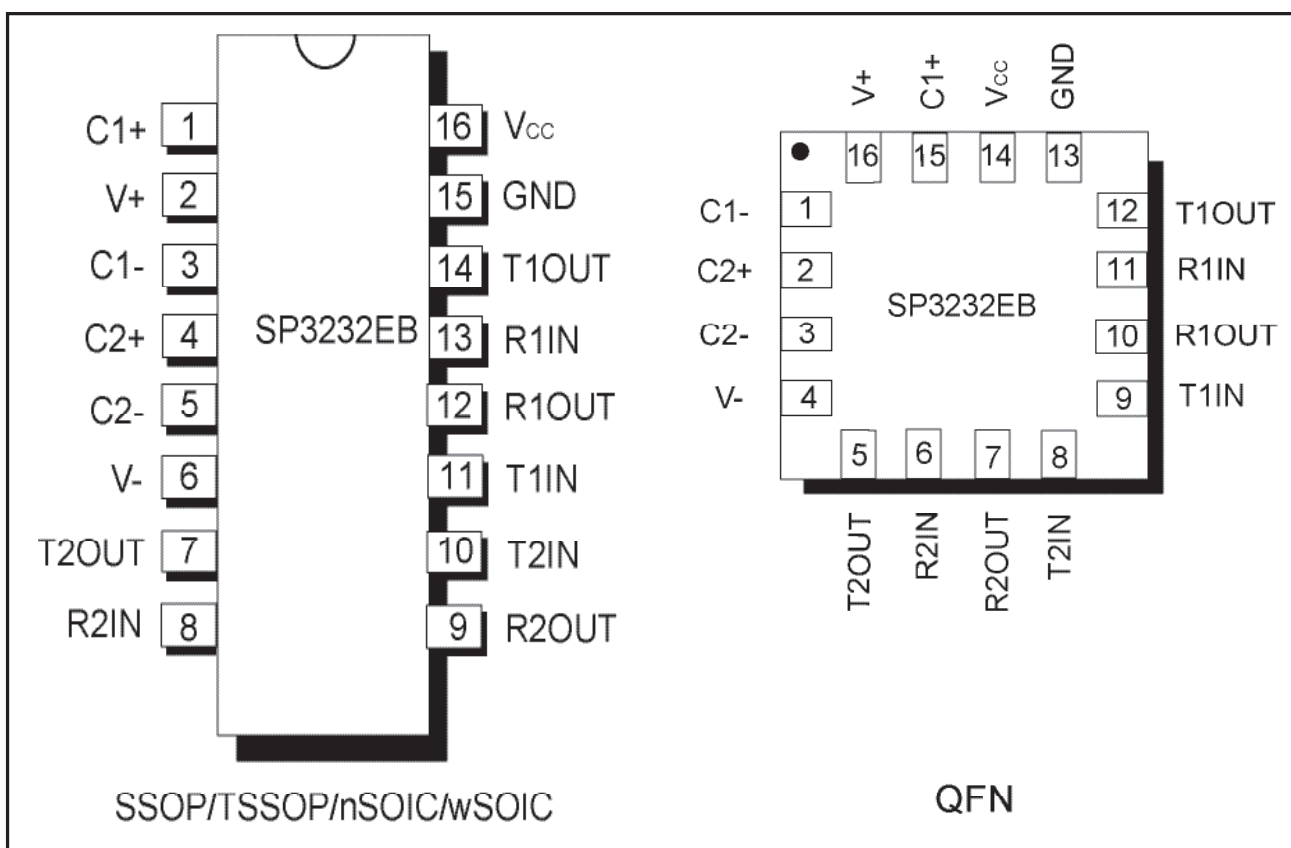 C1+ 1
V+ 2
C1- 3
C2+ 4
C2- 5
V- 6
T2OUT 7
R2IN 8
SP3232EB
16 Vcc
15 GND
14 T1OUT
13 R1IN
12 R1OUT
11 T1IN
10 T2IN
9 R2OUT
SSOP/TSSOP/nSOIC/wSOIC
V+ C1+ Vcc GND
16 15 14 13
C1- 1
C2+ 2
C2- 3
V- 4
SP3232EB
12 T1OUT
11 R1IN
10 R1OUT
9 T1IN
5 6 7 8
T2OUT R2IN R2OUT T2IN
QFN